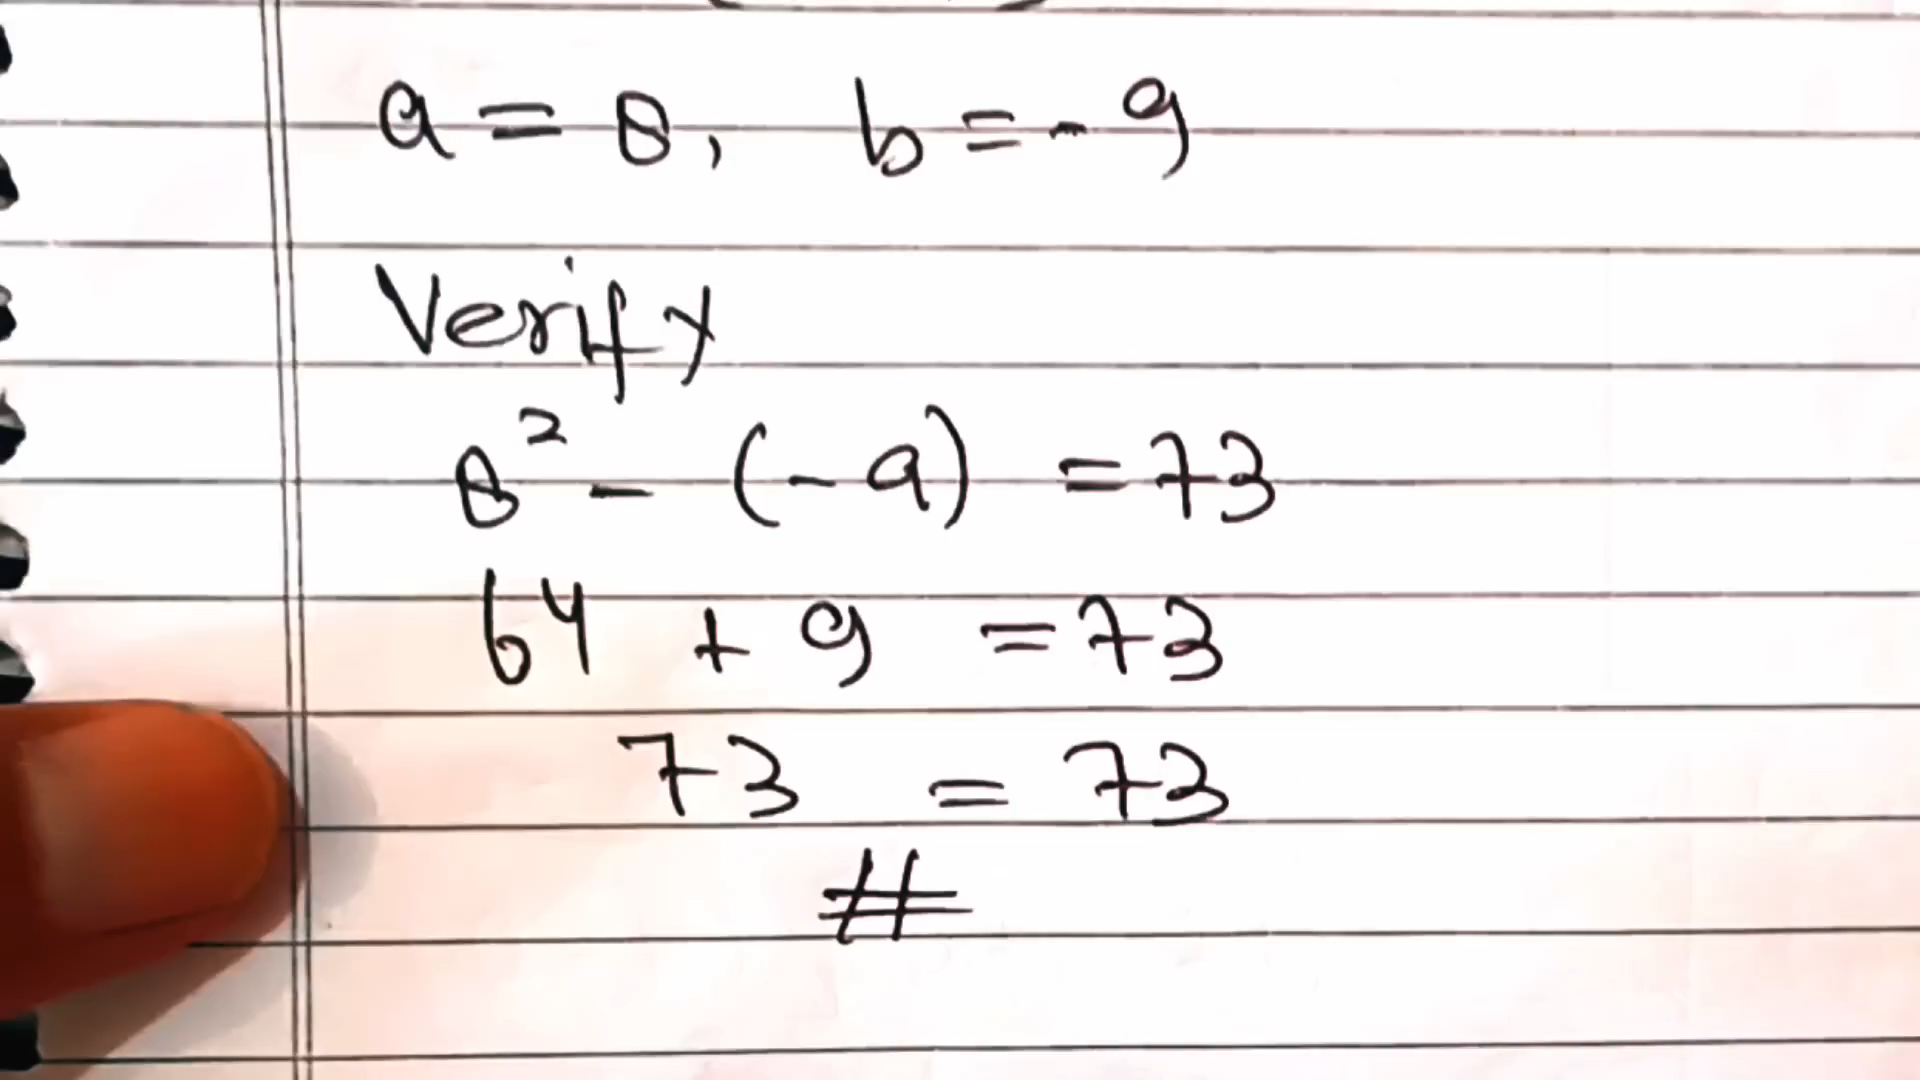 a = 8, b = - 9
Verify
8² - (- 9) = 73
64 + 9 = 73
73 = 73
#